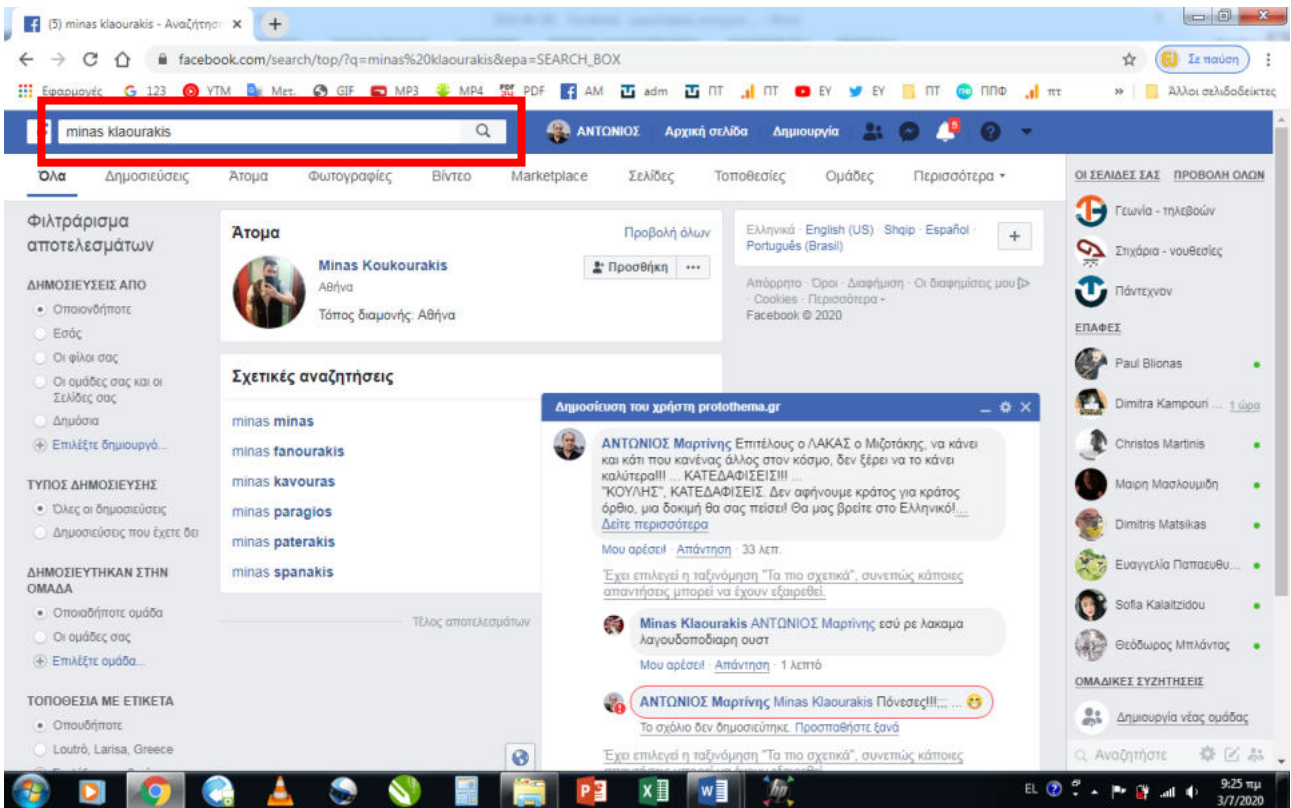 (5) minas klaourakis - Αναζήτησ
facebook.com/search/top/?q=minas%20klaourakis&epa=SEARCH_BOX
Σε παύση
Εφαρμογές G 123 YTM Μετ. GIF MP3 MP4 PDF AM adm ΠΤ ΠΤ ΕΥ ΕΥ ΠΤ ΠΠΦ πτ » Άλλοι σελιδοδείκτες
minas klaourakis
ΑΝΤΩΝΙΟΣ Αρχική σελίδα Δημιουργία 5
Όλα Δημοσιεύσεις Άτομα Φωτογραφίες Βίντεο Marketplace Σελίδες Τοποθεσίες Ομάδες Περισσότερα
Φιλτράρισμα
αποτελεσμάτων
ΔΗΜΟΣΙΕΥΣΕΙΣ ΑΠΟ
Οποιονδήποτε
Εσάς
Οι φίλοι σας
Οι ομάδες σας και οι
Σελίδες σας
Δημόσια
Επιλέξτε δημιουργό...
ΤΥΠΟΣ ΔΗΜΟΣΙΕΥΣΗΣ
Όλες οι δημοσιεύσεις
Δημοσιεύσεις που έχετε δει
ΔΗΜΟΣΙΕΥΤΗΚΑΝ ΣΤΗΝ
ΟΜΑΔΑ
Οποιαδήποτε ομάδα
Οι ομάδες σας
Επιλέξτε ομάδα...
ΤΟΠΟΘΕΣΙΑ ΜΕ ΕΤΙΚΕΤΑ
Οπουδήποτε
Loutró, Larisa, Greece
Άτομα Προβολή όλων
Minas Koukourakis
Αθήνα
Τόπος διαμονής: Αθήνα
Προσθήκη ···
Σχετικές αναζητήσεις
minas minas
minas fanourakis
minas kavouras
minas paragios
minas paterakis
minas spanakis
Τέλος αποτελεσμάτων
Ελληνικά · English (US) · Shqip · Español ·
Português (Brasil)
+
Απόρρητο · Όροι · Διαφήμιση · Οι διαφημίσεις μου
· Cookies · Περισσότερα
Facebook © 2020
Δημοσίευση του χρήστη protothema.gr
ΑΝΤΩΝΙΟΣ Μαρτίνης Επιτέλους ο ΛΑΚΑΣ ο Μιζοτάκης, να κάνει
και κάτι που κανένας άλλος στον κόσμο, δεν ξέρει να το κάνει
καλύτερα!!! ... ΚΑΤΕΔΑΦΙΣΕΙΣ!!! ...
"ΚΟΥΛΗΣ", ΚΑΤΕΔΑΦΙΣΕΙΣ. Δεν αφήνουμε κράτος για κράτος
όρθιο, μια δοκιμή θα σας πείσει! Θα μας βρείτε στο Ελληνικό!...
Δείτε περισσότερα
Μου αρέσει! · Απάντηση · 33 λεπ.
Έχει επιλεγεί η ταξινόμηση "Τα πιο σχετικά", συνεπώς κάποιες
απαντήσεις μπορεί να έχουν εξαιρεθεί.
Minas Klaourakis ΑΝΤΩΝΙΟΣ Μαρτίνης εσύ ρε λακαμα
λαγουδοποδιαρη ουστ
Μου αρέσει! · Απάντηση · 1 λεπτό
ΑΝΤΩΝΙΟΣ Μαρτίνης Minas Klaourakis Πόνεσες!!!;;; ...
Το σχόλιο δεν δημοσιεύτηκε. Προσπαθήστε ξανά
Έχει επιλεγεί η ταξινόμηση "Τα πιο σχετικά", συνεπώς κάποιες
ΟΙ ΣΕΛΙΔΕΣ ΣΑΣ ΠΡΟΒΟΛΗ ΟΛΩΝ
Γεωνία - τηλεβοών
Στιχάρια - νουθεσίες
Πάντεχνον
ΕΠΑΦΕΣ
Paul Blionas
Dimitra Kampouri ... 1 ώρα
Christos Martinis
Μαιρη Μασλουμιδη
Dimitris Matsikas
Ευαγγελία Παπαευθυ...
Sofia Kalaitzidou
Θεόδωρος Μπλάντας
ΟΜΑΔΙΚΕΣ ΣΥΖΗΤΗΣΕΙΣ
Δημιουργία νέας ομάδας
Αναζητήστε
EL
9:25 πμ
3/7/2020